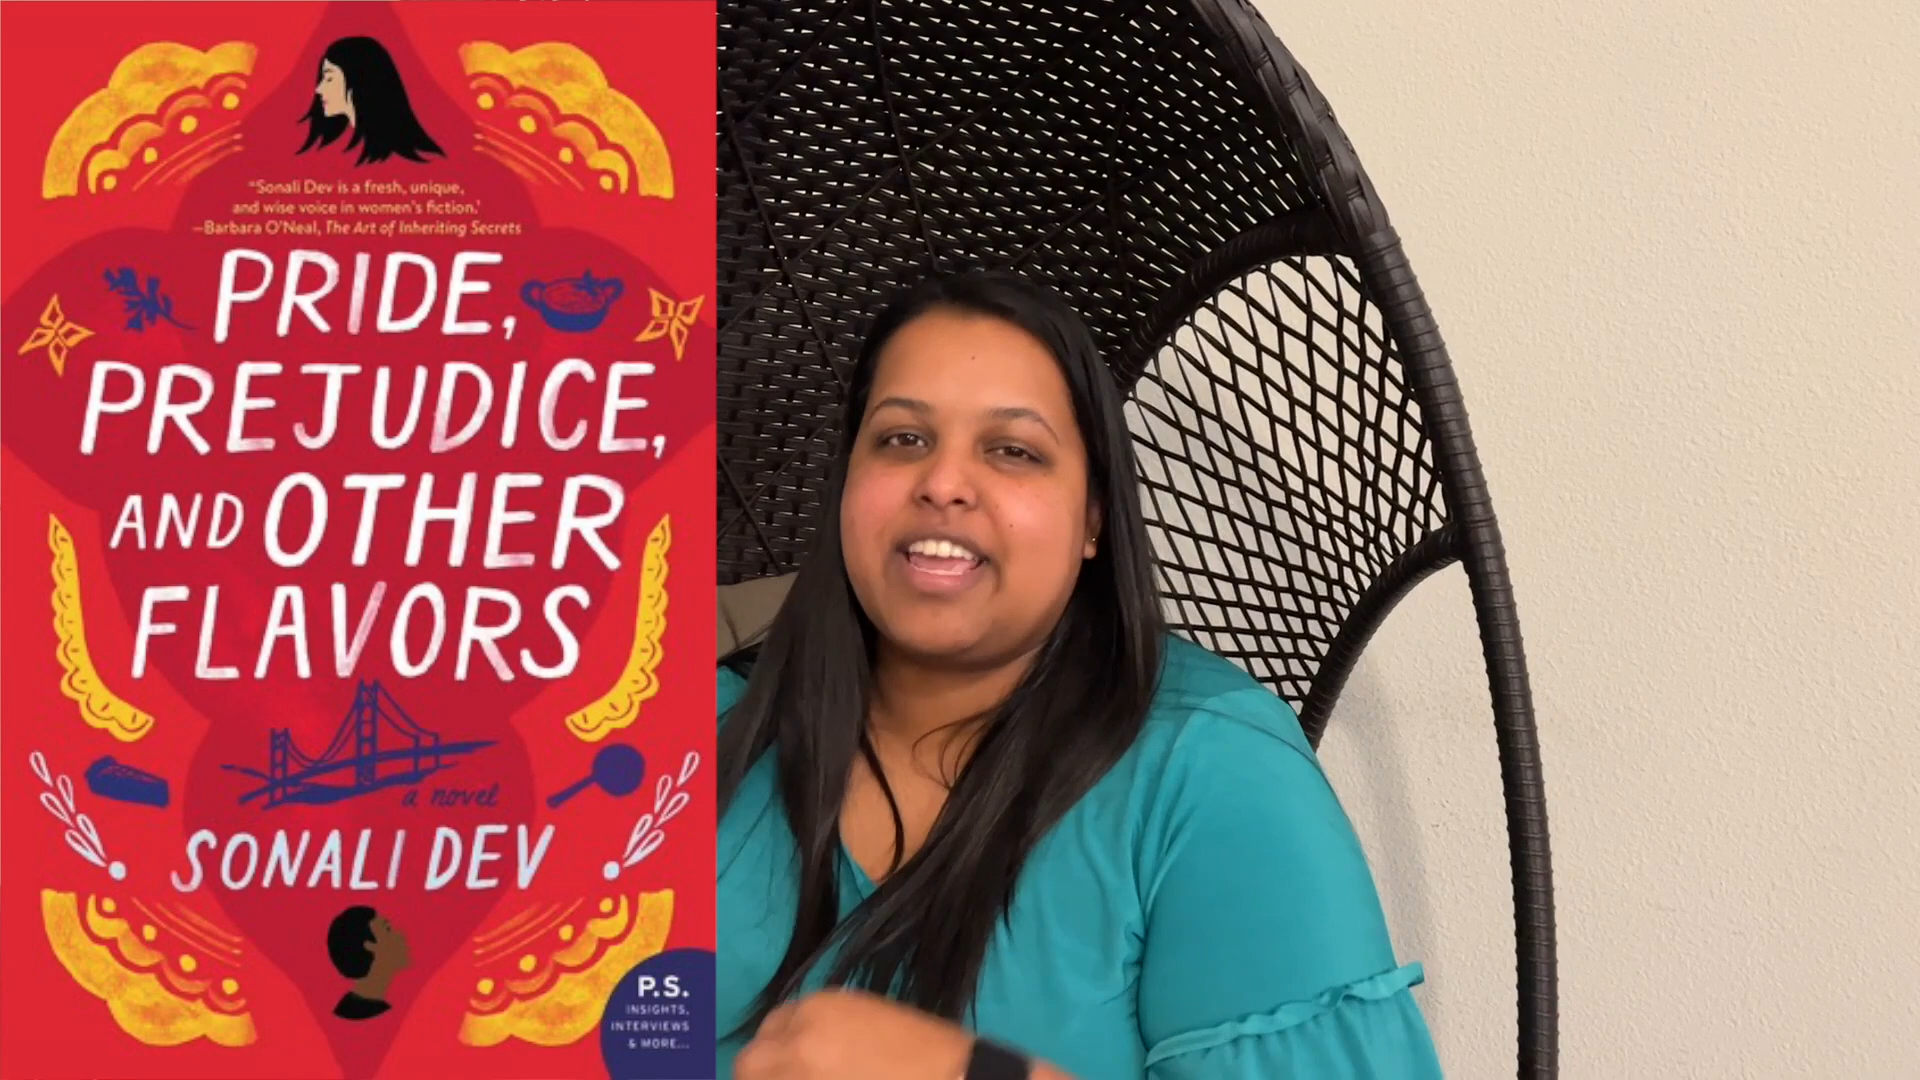 "Sonali Dev is a fresh, unique,
and wise voice in women's fiction.'
—Barbara O'Neal, The Art of Inheriting Secrets
PRIDE,
PREJUDICE,
AND OTHER
FLAVORS
a novel
SONALI DEV
P.S.
INSIGHTS,
INTERVIEWS
& MORE...